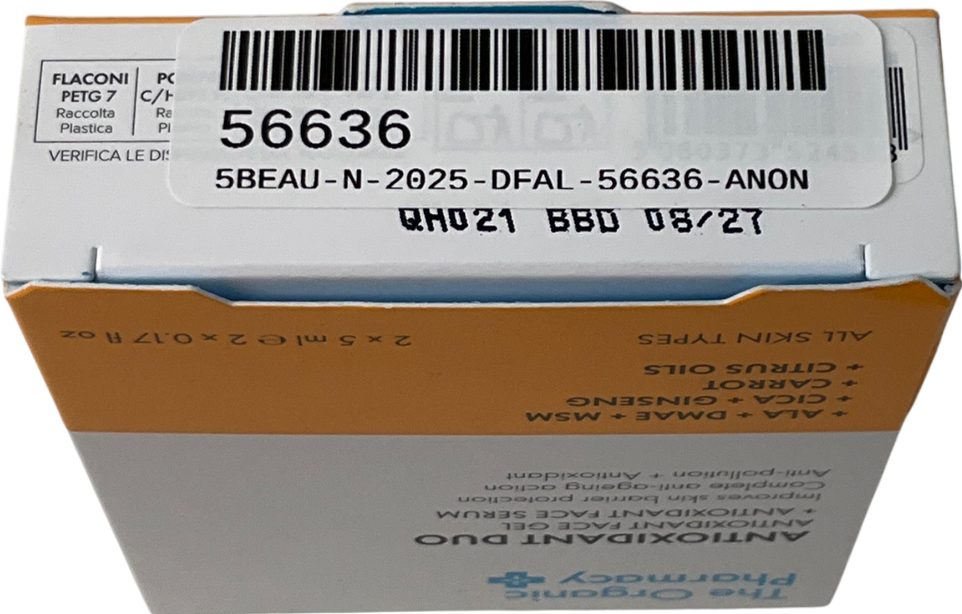 FLACONI
PETG 7
Raccolta
Plastica
C/H
VERIFICA LE DIS
56636
5BEAU-N-2025-DFAL-56636-ANON
QH021 BBD 08/27
The Organic
Pharmacy
ANTIOXIDANT DUO
ANTIOXIDANT FACE GEL
+ ANTIOXIDANT FACE SERUM
Improves skin barrier protection
Complete anti-ageing action
Anti-pollution + Antioxidant
+ ALA + DMAE + MSM
+ CICA + GINSENG
+ CARROT
+ CITRUS OILS
ALL SKIN TYPES
2 x 5 ml ℮ 2 x 0.17 fl oz